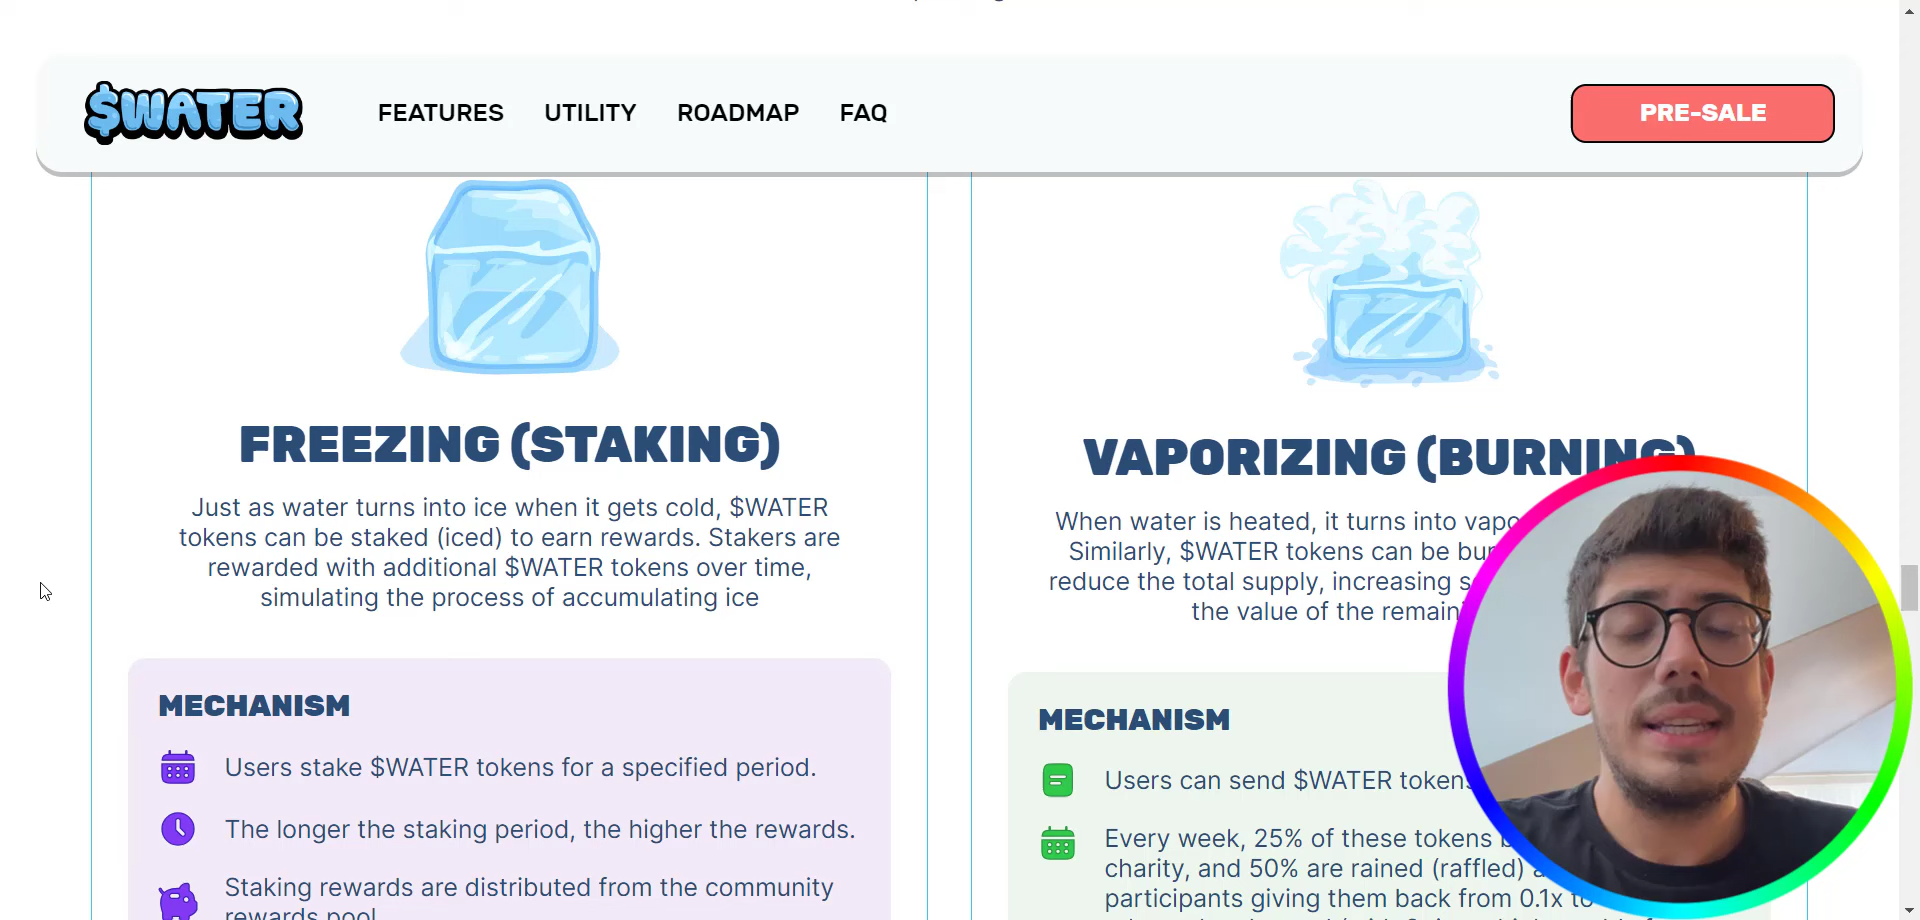 $WATER
FEATURES
UTILITY
ROADMAP
FAQ
PRE-SALE
FREEZING (STAKING)
Just as water turns into ice when it gets cold, $WATER
tokens can be staked (iced) to earn rewards. Stakers are
rewarded with additional $WATER tokens over time,
simulating the process of accumulating ice
MECHANISM
Users stake $WATER tokens for a specified period.
The longer the staking period, the higher the rewards.
Staking rewards are distributed from the community
rewards pool
VAPORIZING (BURNING)
When water is heated, it turns into
Similarly, $WATER tokens can be
reduce the total supply, increasing
the value of the
MECHANISM
Users can send $WATER
Every week, 25% of these tokens
charity, and 50% are rained (raffled)
participants giving them back from 0.1x to